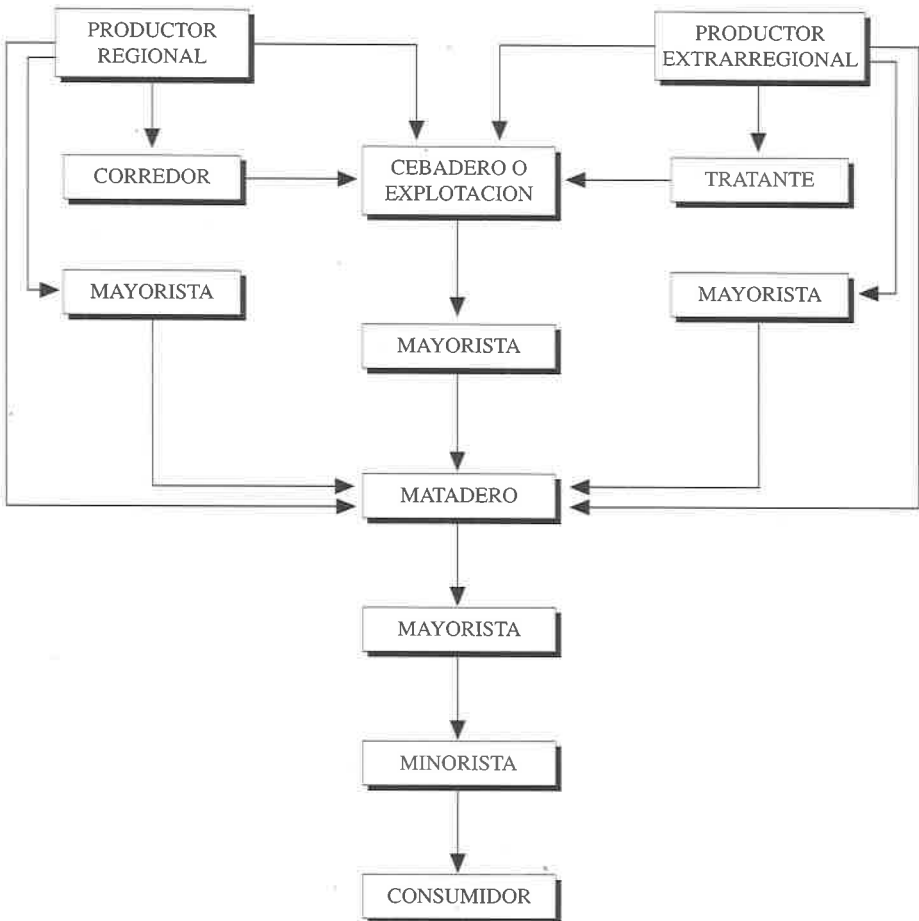 PRODUCTOR
REGIONAL
PRODUCTOR
EXTRARREGIONAL
CORREDOR
CEBADERO O
EXPLOTACION
TRATANTE
MAYORISTA
MAYORISTA
MAYORISTA
MATADERO
MAYORISTA
MINORISTA
CONSUMIDOR